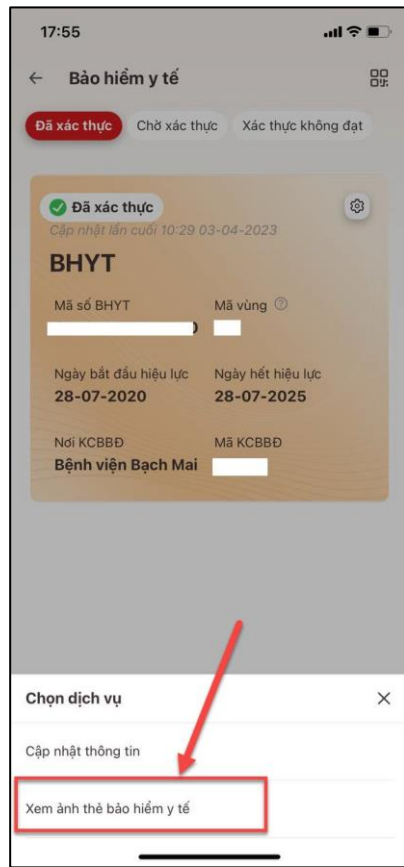 17:55
Bảo hiểm y tế
Đã xác thực Chờ xác thực Xác thực không đạt
Đã xác thực
Cập nhật lần cuối 10:29 03-04-2023
BHYT
Mã số BHYT Mã vùng
Ngày bắt đầu hiệu lực Ngày hết hiệu lực
28-07-2020 28-07-2025
Nơi KCBBĐ Mã KCBBĐ
Bệnh viện Bạch Mai
Chọn dịch vụ
Cập nhật thông tin
Xem ảnh thẻ bảo hiểm y tế